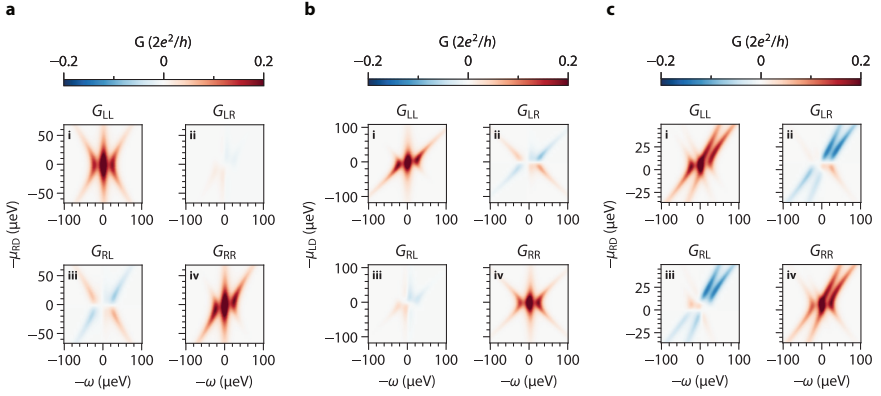 a
G (2e²/h)
−0.2 0 0.2
G_LL G_LR
i ii
50
0
−50
−100 0 100 −100 0 100
−μ_RD (μeV)
G_RL G_RR
iii iv
50
0
−50
−100 0 100 −100 0 100
−ω (μeV) −ω (μeV)
b
G (2e²/h)
−0.2 0 0.2
G_LL G_LR
i ii
100
0
−100
−100 0 100 −100 0 100
−μ_LD (μeV)
G_RL G_RR
iii iv
100
0
−100
−100 0 100 −100 0 100
−ω (μeV) −ω (μeV)
c
G (2e²/h)
−0.2 0 0.2
G_LL G_LR
i ii
25
0
−25
−100 0 100 −100 0 100
−μ_RD (μeV)
G_RL G_RR
iii iv
25
0
−25
−100 0 100 −100 0 100
−ω (μeV) −ω (μeV)